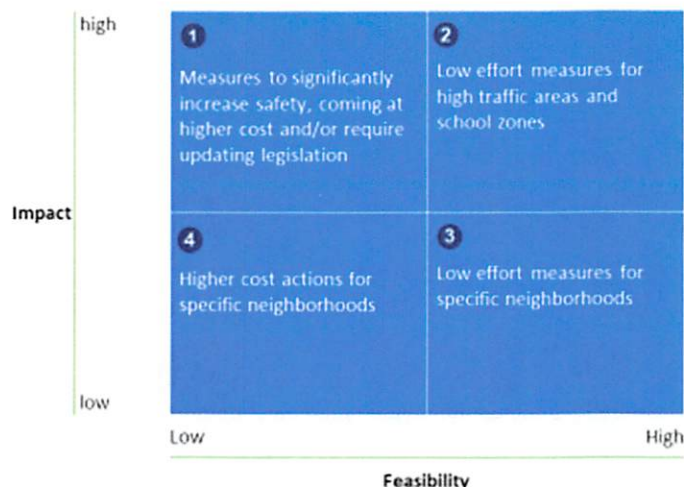 high
1
Measures to significantly
increase safety, coming at
higher cost and/or require
updating legislation
2
Low effort measures for
high traffic areas and
school zones
Impact
4
Higher cost actions for
specific neighborhoods
3
Low effort measures for
specific neighborhoods
low
Low
High
Feasibility